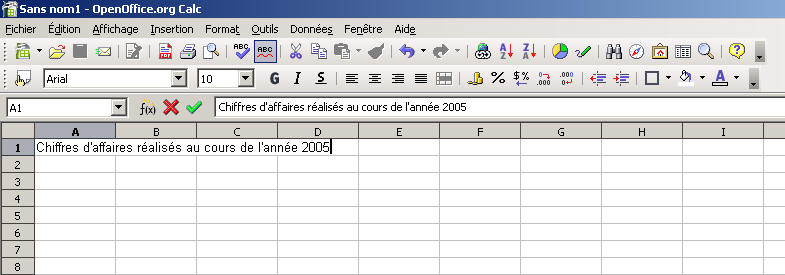 Sans nom1 - OpenOffice.org Calc
Fichier Édition Affichage Insertion Format Outils Données Fenêtre Aide
ABC ABC A Z Z A
Arial 10 G I S % $% A
A1 f(x) Chiffres d'affaires réalisés au cours de l'année 2005
A B C D E F G H I
1 Chiffres d'affaires réalisés au cours de l'année 2005
2
3
4
5
6
7
8